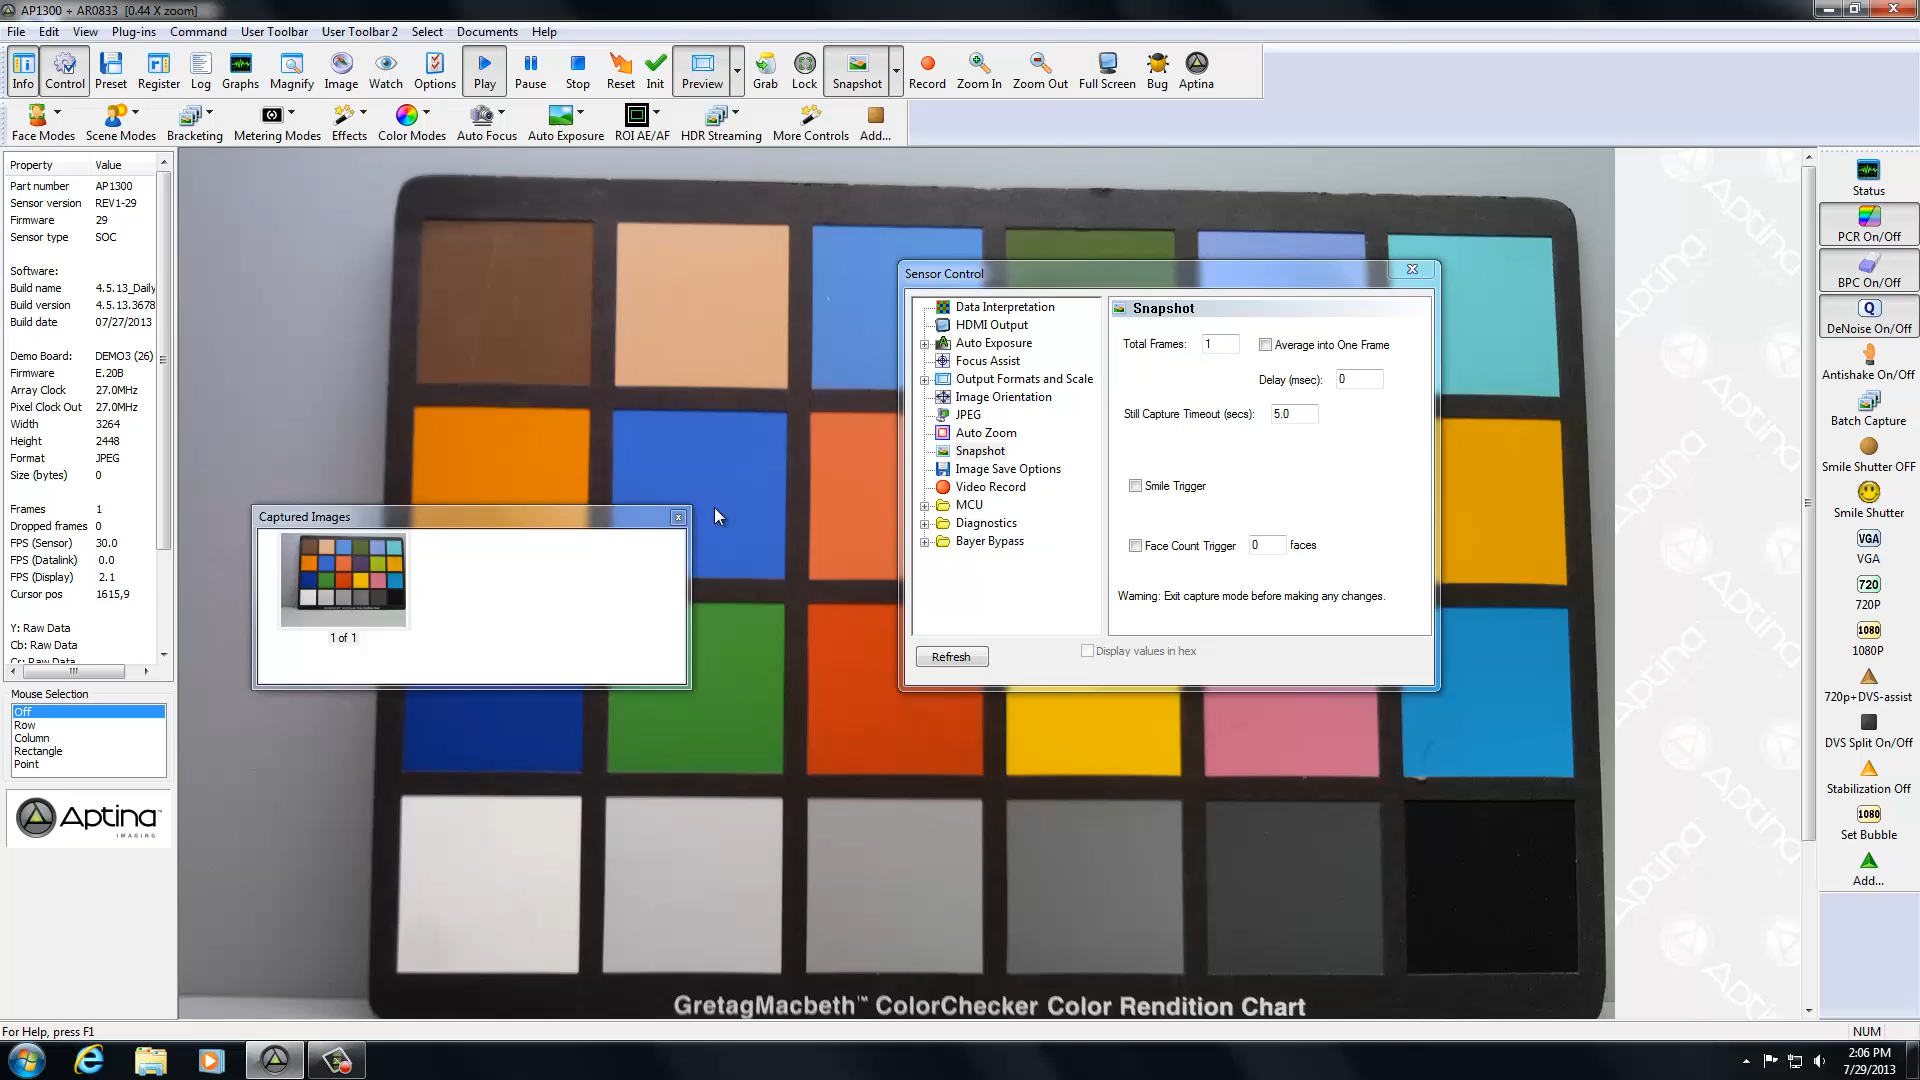 AP1300 + AR0833 [0.44 X zoom]
File Edit View Plug-ins Command User Toolbar User Toolbar 2 Select Documents Help
Info Control Preset Register Log Graphs Magnify Image Watch Options Play Pause Stop Reset Init Preview Grab Lock Snapshot Record Zoom In Zoom Out Full Screen Bug Aptina
Face Modes Scene Modes Bracketing Metering Modes Effects Color Modes Auto Focus Auto Exposure ROI AE/AF HDR Streaming More Controls Add...
Property Value
Part number AP1300
Sensor version REV1-29
Firmware 29
Sensor type SOC
Software:
Build name 4.5.13_Daily
Build version 4.5.13.3678
Build date 07/27/2013
Demo Board: DEMO3 (26)
Firmware E.20B
Array Clock 27.0MHz
Pixel Clock Out 27.0MHz
Width 3264
Height 2448
Format JPEG
Size (bytes) 0
Frames 1
Dropped frames 0
FPS (Sensor) 30.0
FPS (Datalink) 0.0
FPS (Display) 2.1
Cursor pos 1615,9
Y: Raw Data
Cb: Raw Data
Cr: Raw Data
Mouse Selection
Off
Row
Column
Rectangle
Point
Aptina
IMAGING
Captured Images
1 of 1
Sensor Control
Data Interpretation
HDMI Output
Auto Exposure
Focus Assist
Output Formats and Scale
Image Orientation
JPEG
Auto Zoom
Snapshot
Image Save Options
Video Record
MCU
Diagnostics
Bayer Bypass
Refresh
Snapshot
Total Frames: 1 Average into One Frame
Delay (msec): 0
Still Capture Timeout (secs): 5.0
Smile Trigger
Face Count Trigger 0 faces
Warning: Exit capture mode before making any changes.
Display values in hex
GretagMacbeth™ ColorChecker Color Rendition Chart
Status
PCR On/Off
BPC On/Off
Q
DeNoise On/Off
Antishake On/Off
Batch Capture
Smile Shutter OFF
Smile Shutter
VGA
VGA
720
720P
1080
1080P
720p+DVS-assist
DVS Split On/Off
Stabilization Off
1080
Set Bubble
Add...
Aptina
Aptina
Aptina
Aptina
For Help, press F1
NUM
2:06 PM
7/29/2013